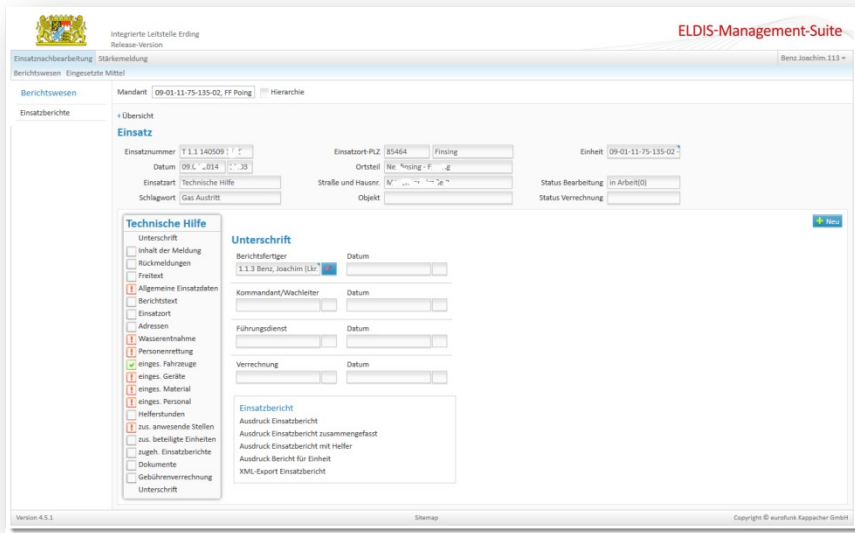 Integrierte Leitstelle Erding
Release-Version
ELDIS-Management-Suite
Einsatznachbearbeitung Stärkemeldung
Benz.Joachim.113
Berichtswesen Eingesetzte Mittel
Berichtswesen
Mandant 09-01-11-75-135-02, FF Poing Hierarchie
Einsatzberichte
Übersicht
Einsatz
Einsatznummer T 1.1 140509 Einsatzort-PLZ 85464 Finsing Einheit 09-01-11-75-135-02 -
Datum Ortsteil
Einsatzart Technische Hilfe Straße und Hausnr. Status Bearbeitung in Arbeit(0)
Schlagwort Gas Austritt Objekt Status Verrechnung
Neu
Technische Hilfe
Unterschrift
Inhalt der Meldung
Rückmeldungen
Freitext
Allgemeine Einsatzdaten
Berichtstext
Einsatzort
Adressen
Wasserentnahme
Personenrettung
einges. Fahrzeuge
einges. Geräte
einges. Material
einges. Personal
Helferstunden
zus. anwesende Stellen
zus. beteiligte Einheiten
zugeh. Einsatzberichte
Dokumente
Gebührenverrechnung
Unterschrift
Unterschrift
Berichtsfertiger Datum
1.1.3 Benz, Joachim (Lkr.
Kommandant/Wachleiter Datum
Führungsdienst Datum
Verrechnung Datum
Einsatzbericht
Ausdruck Einsatzbericht
Ausdruck Einsatzbericht zusammengefasst
Ausdruck Einsatzbericht mit Helfer
Ausdruck Bericht für Einheit
XML-Export Einsatzbericht
Version 4.5.1 Sitemap Copyright © eurofunk Kappacher GmbH